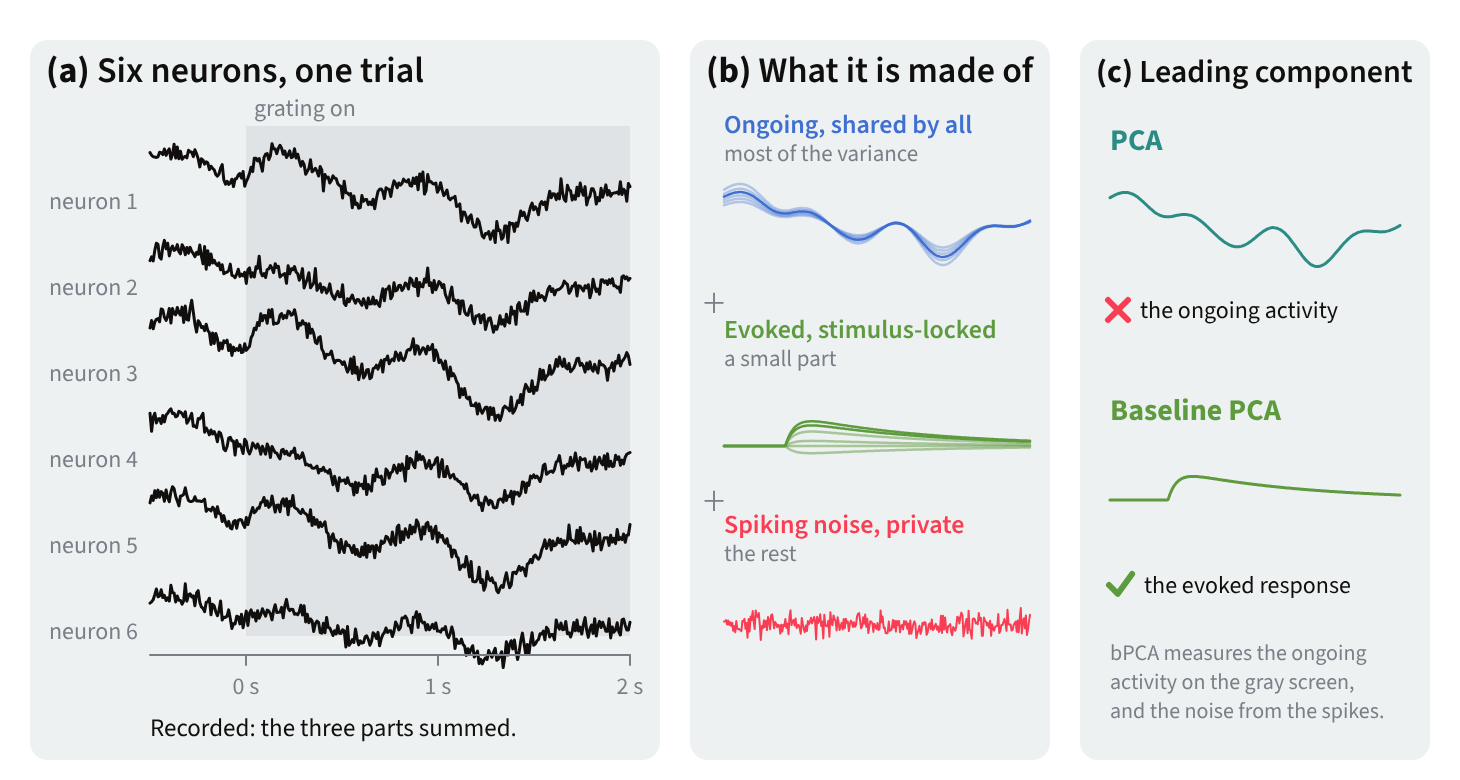 (a) Six neurons, one trial
grating on
neuron 1
neuron 2
neuron 3
neuron 4
neuron 5
neuron 6
0 s
1 s
2 s
Recorded: the three parts summed.
(b) What it is made of
Ongoing, shared by all
most of the variance
+
Evoked, stimulus-locked
a small part
+
Spiking noise, private
the rest
(c) Leading component
PCA
the ongoing activity
Baseline PCA
the evoked response
bPCA measures the ongoing
activity on the gray screen,
and the noise from the spikes.